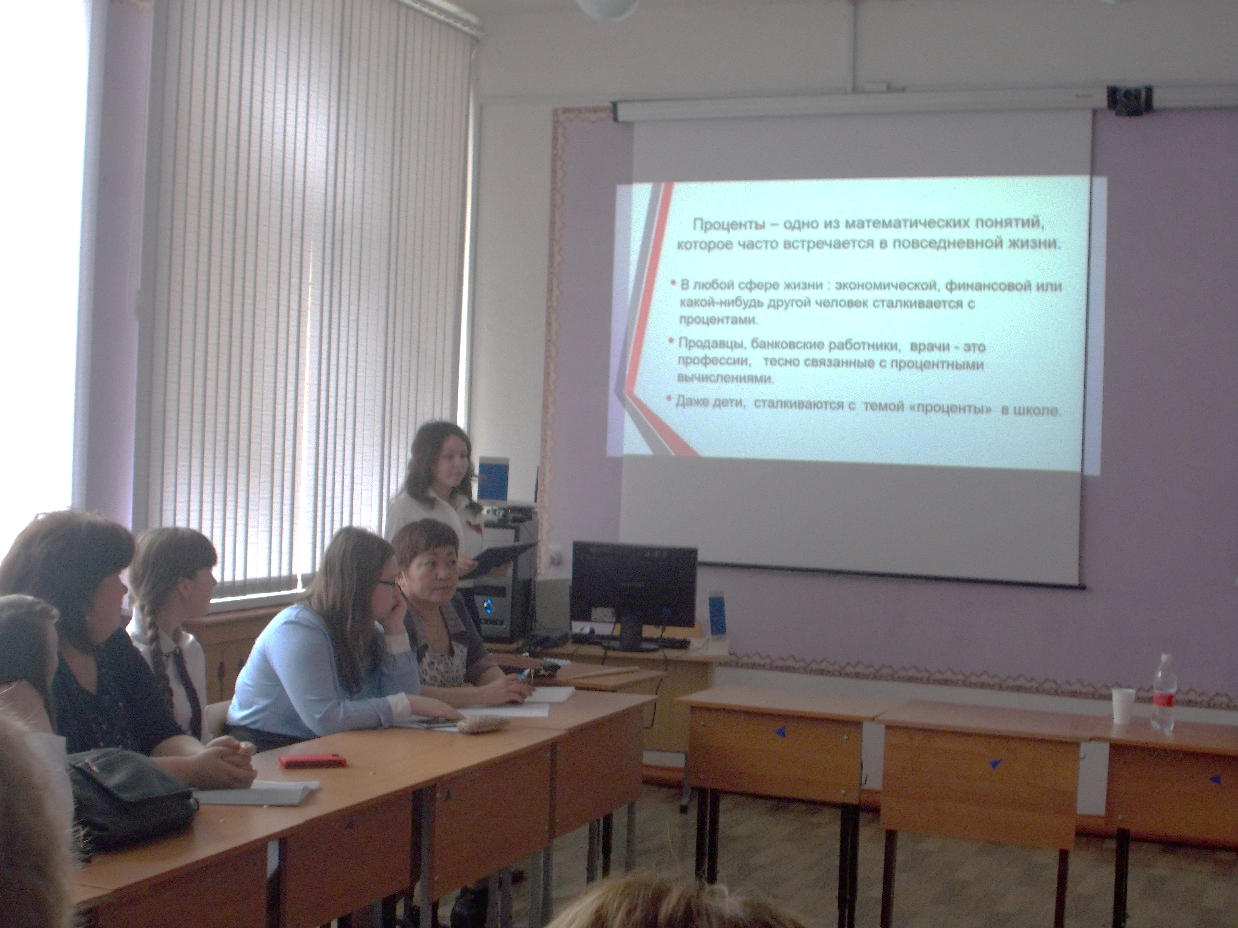 Проценты – одно из математических понятий,
которое часто встречается в повседневной жизни.
• В любой сфере жизни : экономической, финансовой или
какой-нибудь другой человек сталкивается с
процентами.
• Продавцы, банковские работники, врачи - это
профессии, тесно связанные с процентными
вычислениями.
• Даже дети, сталкиваются с темой «проценты» в школе.